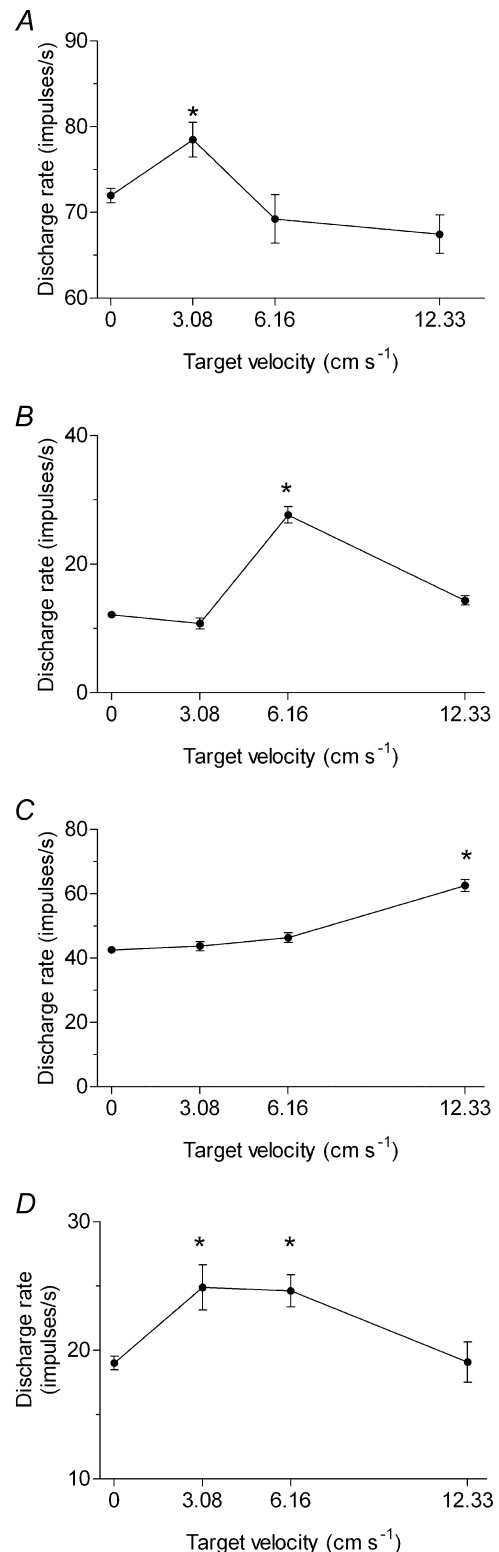 A
Discharge rate (impulses/s)
90
80
70
60
*
0 3.08 6.16 12.33
Target velocity (cm s⁻¹)
B
Discharge rate (impulses/s)
40
20
0
*
0 3.08 6.16 12.33
Target velocity (cm s⁻¹)
C
Discharge rate (impulses/s)
80
60
40
20
0
*
0 3.08 6.16 12.33
Target velocity (cm s⁻¹)
D
Discharge rate
(impulses/s)
30
20
10
* *
0 3.08 6.16 12.33
Target velocity (cm s⁻¹)